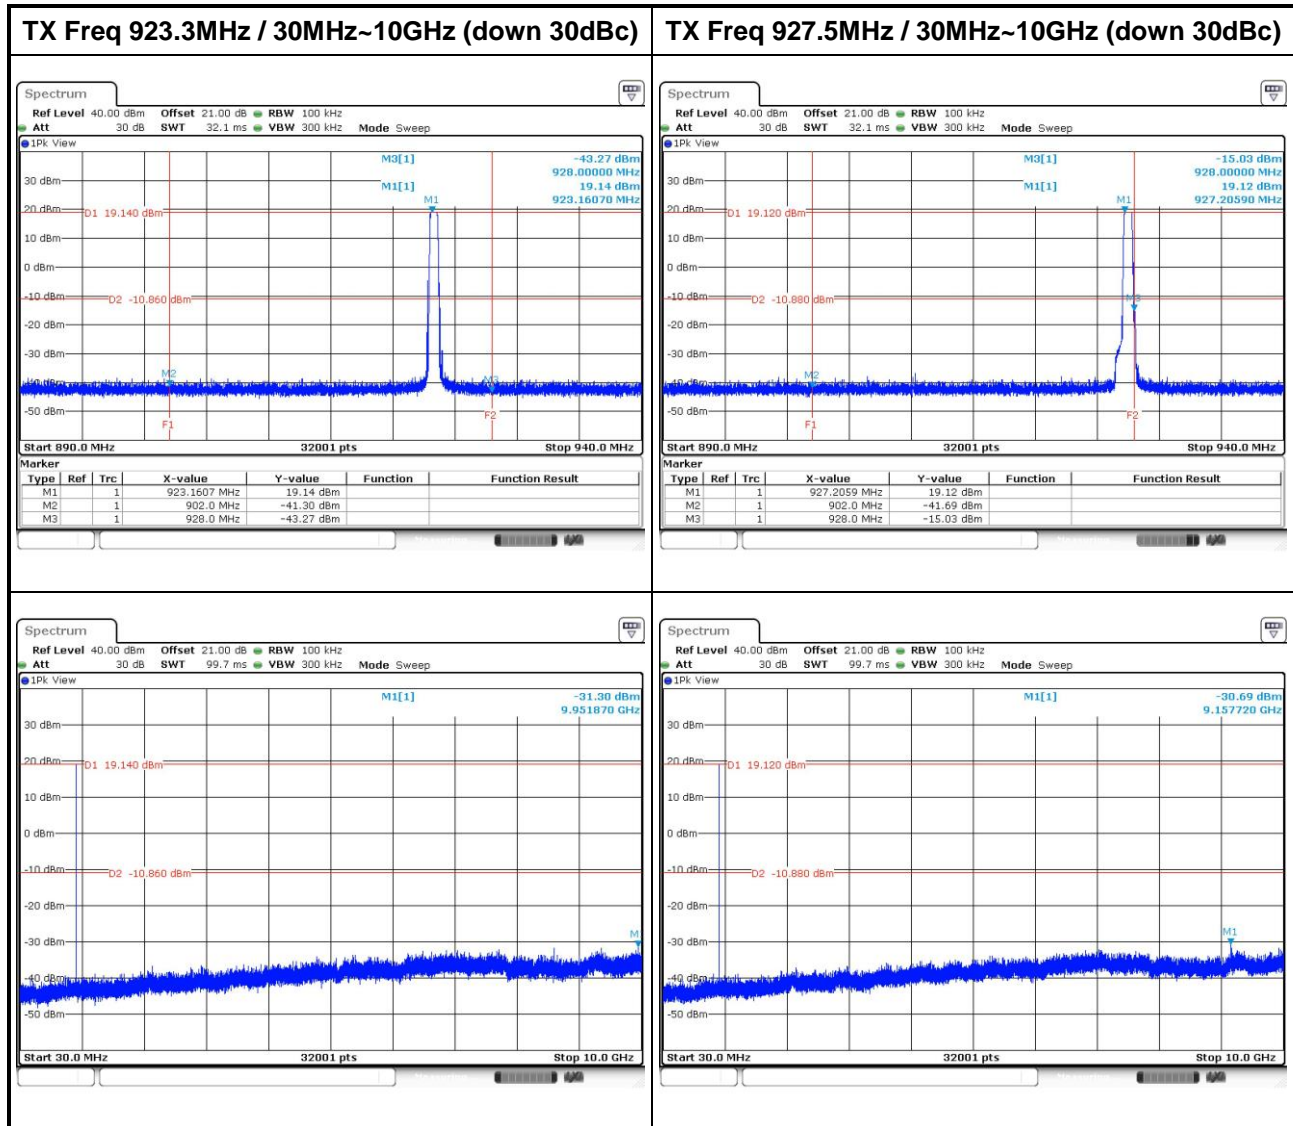 TX Freq 923.3MHz / 30MHz~10GHz (down 30dBc)
TX Freq 927.5MHz / 30MHz~10GHz (down 30dBc)
Spectrum
Ref Level 40.00 dBm Offset 21.00 dB RBW 100 kHz
Att 30 dB SWT 32.1 ms VBW 300 kHz Mode Sweep
1Pk View
M3[1] -43.27 dBm
928.00000 MHz
30 dBm
M1[1] 19.14 dBm
923.16070 MHz
M1
20 dBm
D1 19.140 dBm
10 dBm
0 dBm
-10 dBm
D2 -10.860 dBm
-20 dBm
-30 dBm
M2
M3
-40 dBm
-50 dBm
F1
F2
Start 890.0 MHz 32001 pts Stop 940.0 MHz
Marker
Type Ref Trc X-value Y-value Function Function Result
M1 1 923.1607 MHz 19.14 dBm
M2 1 902.0 MHz -41.30 dBm
M3 1 928.0 MHz -43.27 dBm
Spectrum
Ref Level 40.00 dBm Offset 21.00 dB RBW 100 kHz
Att 30 dB SWT 32.1 ms VBW 300 kHz Mode Sweep
1Pk View
M3[1] -15.03 dBm
928.00000 MHz
30 dBm
M1[1] 19.12 dBm
927.20590 MHz
M1
20 dBm
D1 19.120 dBm
10 dBm
0 dBm
-10 dBm
D2 -10.880 dBm
M3
-20 dBm
-30 dBm
M2
-40 dBm
-50 dBm
F1
F2
Start 890.0 MHz 32001 pts Stop 940.0 MHz
Marker
Type Ref Trc X-value Y-value Function Function Result
M1 1 927.2059 MHz 19.12 dBm
M2 1 902.0 MHz -41.69 dBm
M3 1 928.0 MHz -15.03 dBm
Spectrum
Ref Level 40.00 dBm Offset 21.00 dB RBW 100 kHz
Att 30 dB SWT 99.7 ms VBW 300 kHz Mode Sweep
1Pk View
M1[1] -31.30 dBm
9.951870 GHz
30 dBm
20 dBm
D1 19.140 dBm
10 dBm
0 dBm
-10 dBm
D2 -10.860 dBm
-20 dBm
-30 dBm
-40 dBm
-50 dBm
Start 30.0 MHz 32001 pts Stop 10.0 GHz
Spectrum
Ref Level 40.00 dBm Offset 21.00 dB RBW 100 kHz
Att 30 dB SWT 99.7 ms VBW 300 kHz Mode Sweep
1Pk View
M1[1] -30.69 dBm
9.157720 GHz
30 dBm
20 dBm
D1 19.120 dBm
10 dBm
0 dBm
-10 dBm
D2 -10.880 dBm
-20 dBm
-30 dBm
M1
-40 dBm
-50 dBm
Start 30.0 MHz 32001 pts Stop 10.0 GHz